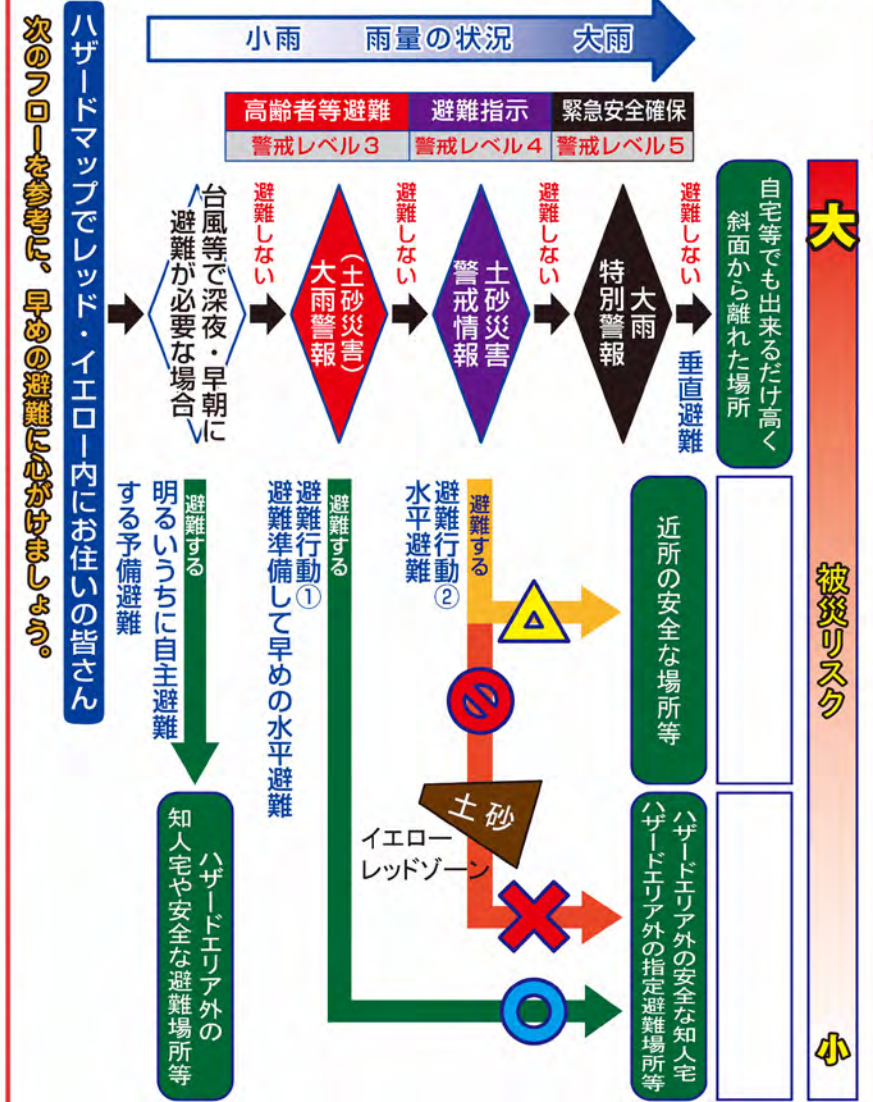 次のフローを参考に、早めの避難に心がけましょう。
ハザードマップでレッド・イエロー内にお住いの皆さん
小雨 雨量の状況 大雨
高齢者等避難 避難指示 緊急安全確保
警戒レベル3 警戒レベル4 警戒レベル5
台風等で深夜・早朝に
避難が必要な場合
避難しない
(土砂災害)
大雨警報
避難しない
土砂災害
警戒情報
避難しない
大雨
特別警報
避難しない
垂直避難
自宅等でも出来るだけ高く
斜面から離れた場所
避難する
明るいうちに自主避難
する予備避難
ハザードエリア外の
知人宅や安全な避難場所等
避難する
避難行動①
避難準備して早めの水平避難
避難する
避難行動②
水平避難
近所の安全な場所等
土砂
イエロー
レッドゾーン
ハザードエリア外の安全な知人宅
ハザードエリア外の指定避難場所等
大
被災リスク
小